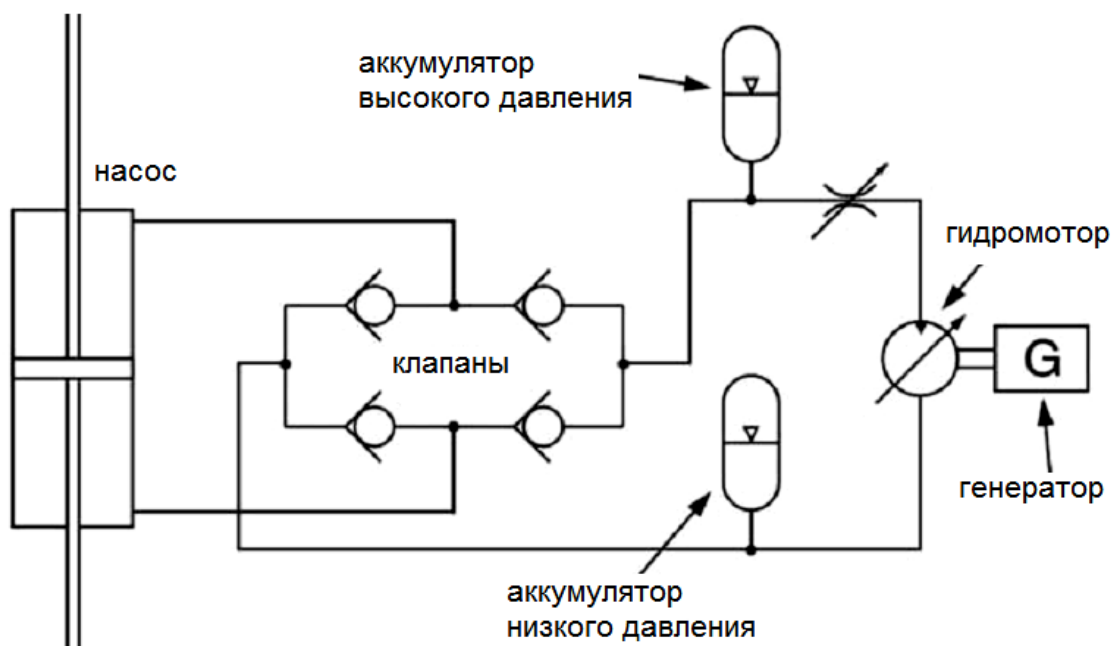 аккумулятор
высокого давления
насос
гидромотор
клапаны
G
генератор
аккумулятор
низкого давления